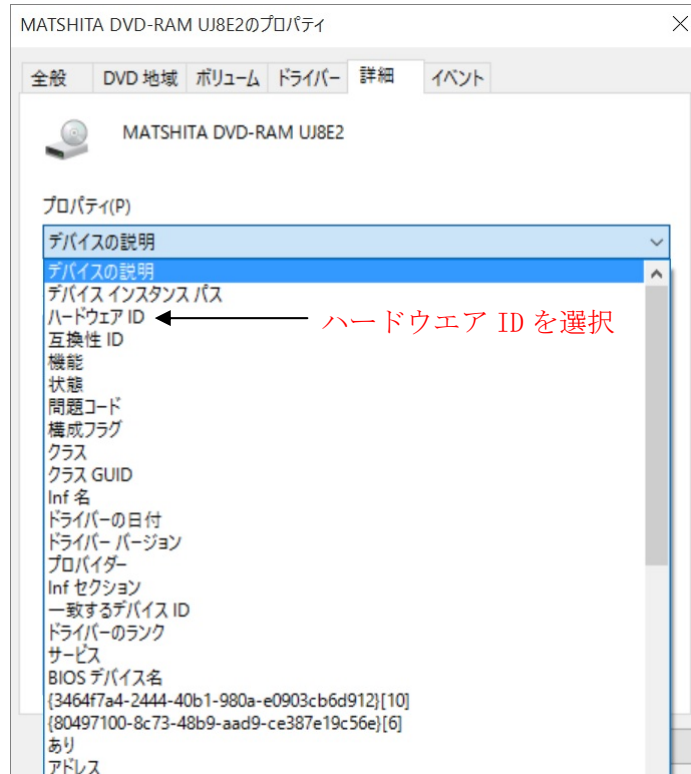 MATSHITA DVD-RAM UJ8E2のプロパティ
全般 DVD 地域 ボリューム ドライバー 詳細 イベント
MATSHITA DVD-RAM UJ8E2
プロパティ(P)
デバイスの説明
デバイスの説明
デバイス インスタンス パス
ハードウェア ID ハードウエア ID を選択
互換性 ID
機能
状態
問題コード
構成フラグ
クラス
クラス GUID
Inf 名
ドライバーの日付
ドライバー バージョン
プロバイダー
Inf セクション
一致するデバイス ID
ドライバーのランク
サービス
BIOS デバイス名
{3464f7a4-2444-40b1-980a-e0903cb6d912}[10]
{80497100-8c73-48b9-aad9-ce387e19c56e}[6]
あり
アドレス